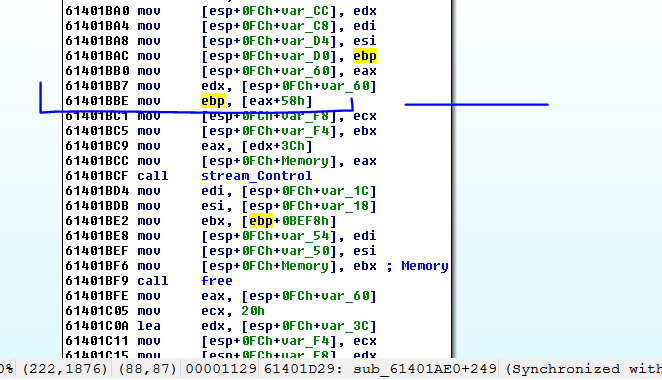 61401BA0 mov [esp+0FCh+var_CC], edx
61401BA4 mov [esp+0FCh+var_C8], edi
61401BA8 mov [esp+0FCh+var_D4], esi
61401BAC mov [esp+0FCh+var_D0], ebp
61401BB0 mov [esp+0FCh+var_60], eax
61401BB7 mov edx, [esp+0FCh+var_60]
61401BBE mov ebp, [eax+58h]
61401BC1 mov [esp+0FCh+var_F8], ecx
61401BC5 mov [esp+0FCh+var_F4], ebx
61401BC9 mov eax, [edx+3Ch]
61401BCC mov [esp+0FCh+Memory], eax
61401BCF call stream_Control
61401BD4 mov edi, [esp+0FCh+var_1C]
61401BDB mov esi, [esp+0FCh+var_18]
61401BE2 mov ebx, [ebp+0BEF8h]
61401BE8 mov [esp+0FCh+var_54], edi
61401BEF mov [esp+0FCh+var_50], esi
61401BF6 mov [esp+0FCh+Memory], ebx ; Memory
61401BF9 call free
61401BFE mov eax, [esp+0FCh+var_60]
61401C05 mov ecx, 20h
61401C0A lea edx, [esp+0FCh+var_3C]
61401C11 mov [esp+0FCh+var_F4], ecx
61401C15 mov [esp+0FCh+var_F8], edx
0% (222,1876) (88,87) 00001129 61401D29: sub_61401AE0+249 (Synchronized with